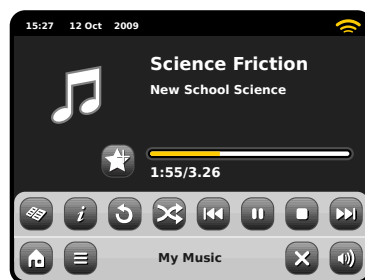 15:27 12 Oct 2009
Science Friction
New School Science
1:55/3.26
i
My Music